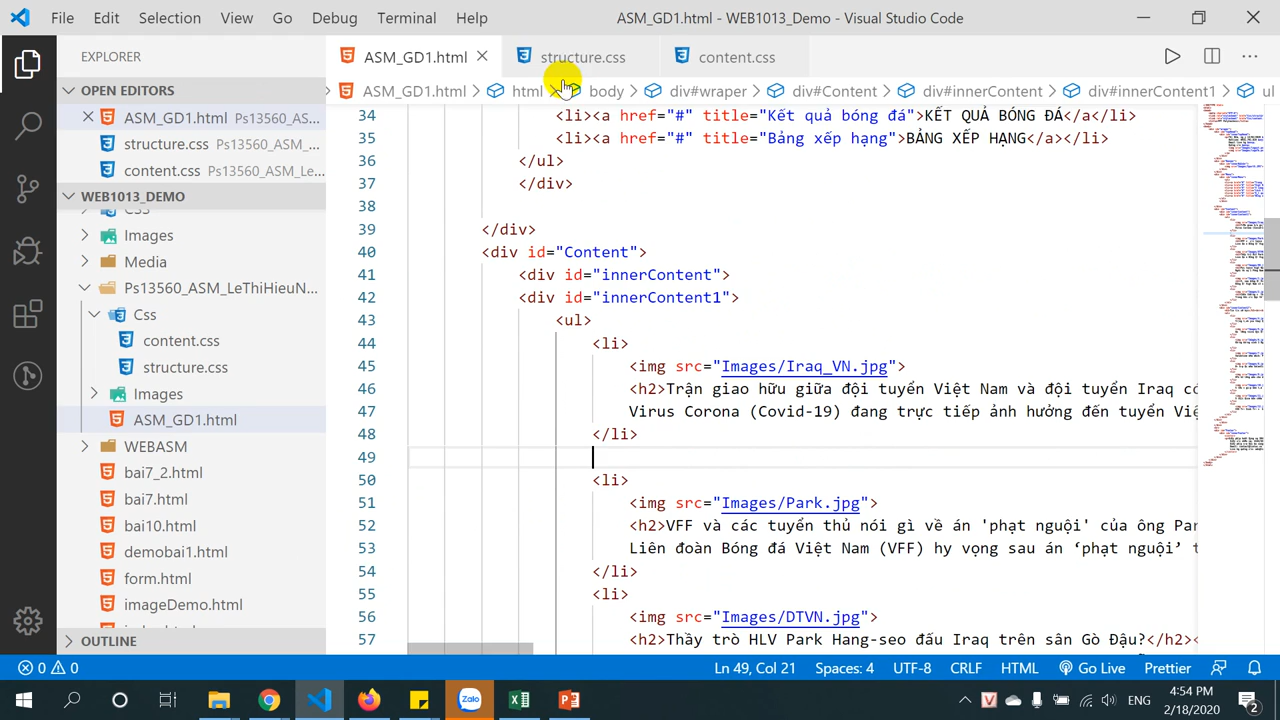 File Edit Selection View Go Debug Terminal Help ASM_GD1.html - WEB1013_Demo - Visual Studio Code
EXPLORER
ASM_GD1.html structure.css content.css
OPEN EDITORS
ASM_GD1.html Ps13560_AS...
structure.css Ps13560_ASM_...
content.css Ps13560_ASM_Le...
WEB1013_DEMO
Css
Images
Media
Ps13560_ASM_LeThiHieuN...
Css
content.css
structure.css
Images
ASM_GD1.html
WEBASM
bai7_2.html
bai7.html
bai10.html
demobai1.html
form.html
imageDemo.html
OUTLINE
ASM_GD1.html > html > body > div#wraper > div#Content > div#innerContent > div#innerContent1 > ul
34 <li><a href="#" title="Kết quả bóng đá">KẾT QUẢ BÓNG ĐÁ</a></li>
35 <li><a href="#" title="Bảng xếp hạng">BẢNG XẾP HẠNG</a></li>
36 </ul>
37 </div>
38
39 </div>
40 <div id="Content">
41 <div id="innerContent">
42 <div id="innerContent1">
43 <ul>
44 <li>
45 <img src="Images/Iraq_VN.jpg">
46 <h2>Trận giao hữu giữa đội tuyển Việt Nam và đội tuyển Iraq có
47 Virus Corona (Covid-19) đang trực tiếp ảnh hưởng đến tuyển Việ
48 </li>
49
50 <li>
51 <img src="Images/Park.jpg">
52 <h2>VFF và các tuyển thủ nói gì về án 'phạt nguội' của ông Par
53 Liên đoàn Bóng đá Việt Nam (VFF) hy vọng sau án ‘phạt nguội’ t
54 </li>
55 <li>
56 <img src="Images/DTVN.jpg">
57 <h2>Thầy trò HLV Park Hang-seo đấu Iraq trên sân Gò Đậu?</h2><
0 0 Ln 49, Col 21 Spaces: 4 UTF-8 CRLF HTML Go Live Prettier
Zalo ENG 4:54 PM
2/18/2020 2